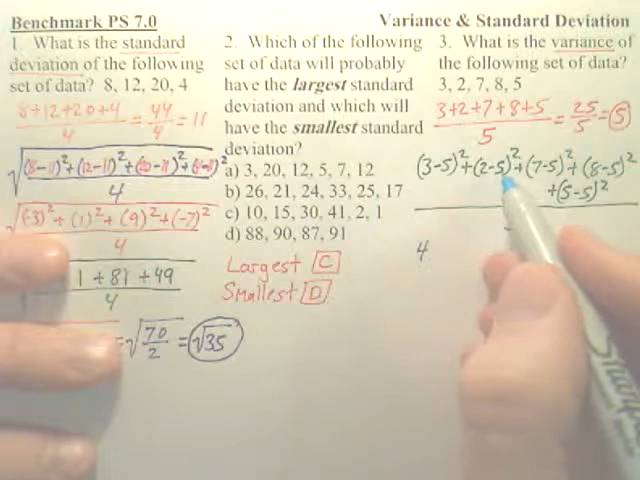 Benchmark PS 7.0
Variance & Standard Deviation
1. What is the standard
deviation of the following
set of data? 8, 12, 20, 4
8+12+20+4 / 4 = 44 / 4 = 11
√ (8-11)²+(12-11)²+(20-11)²+(4-11)² / 4
√ (-3)²+(1)²+(9)²+(-7)² / 4
1+81+49
4
=√ 70 / 2 = √35
2. Which of the following
set of data will probably
have the largest standard
deviation and which will
have the smallest standard
deviation?
a) 3, 20, 12, 5, 7, 12
b) 26, 21, 24, 33, 25, 17
c) 10, 15, 30, 41, 2, 1
d) 88, 90, 87, 91
Largest C
Smallest D
3. What is the variance of
the following set of data?
3, 2, 7, 8, 5
3+2+7+8+5 / 5 = 25 / 5 = 5
(3-5)²+(2-5)²+(7-5)²+(8-5)²
+(5-5)²
4
Sharpie